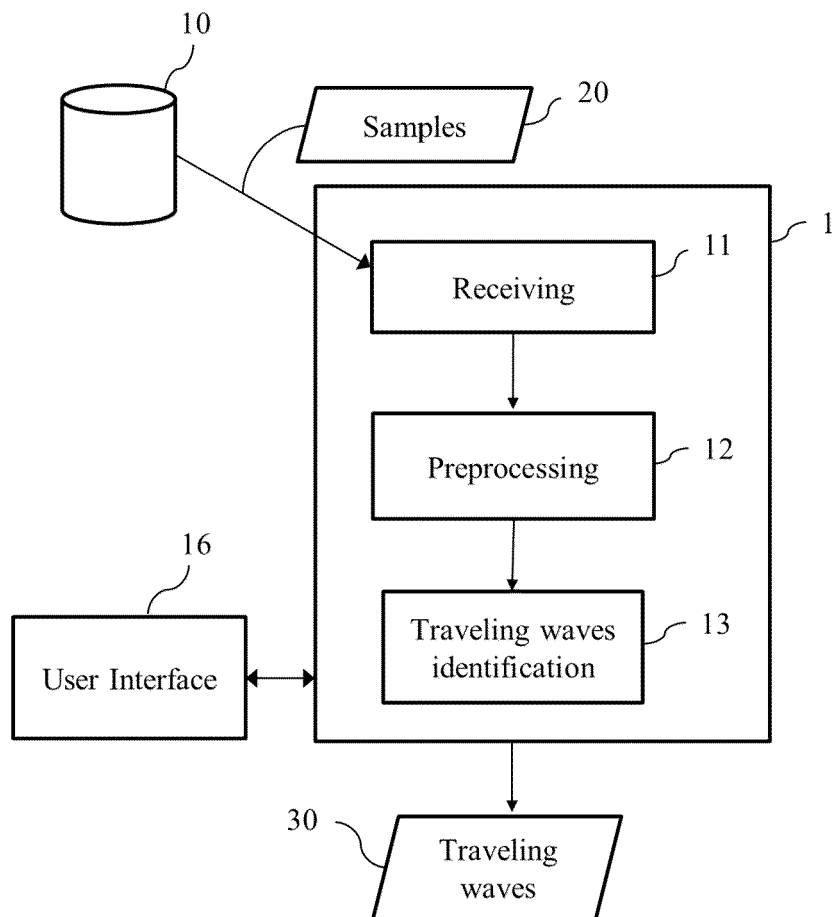 10
Samples
20
1
11
Receiving
12
Preprocessing
16
13
Traveling waves
identification
User Interface
30
Traveling
waves